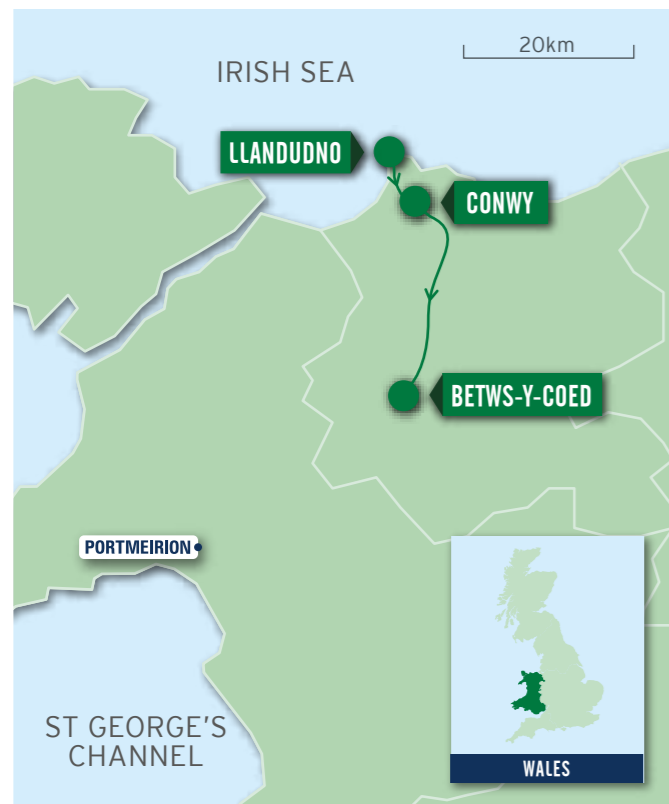 20km
IRISH SEA
LLANDUDNO
CONWY
BETWS-Y-COED
PORTMEIRION
ST GEORGE'S
CHANNEL
WALES